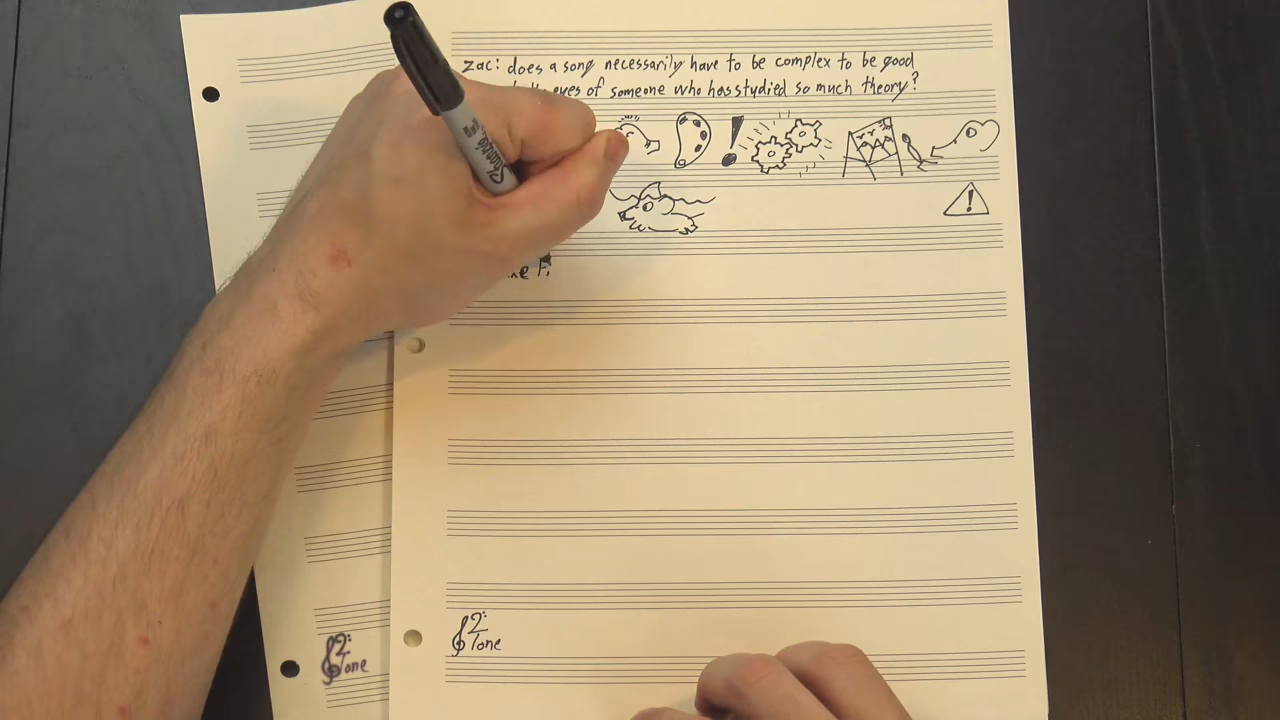 zac: does a song necessarily have to be complex to be good
eyes of someone who has studied so much theory?
Sharpie
Tone
Tone